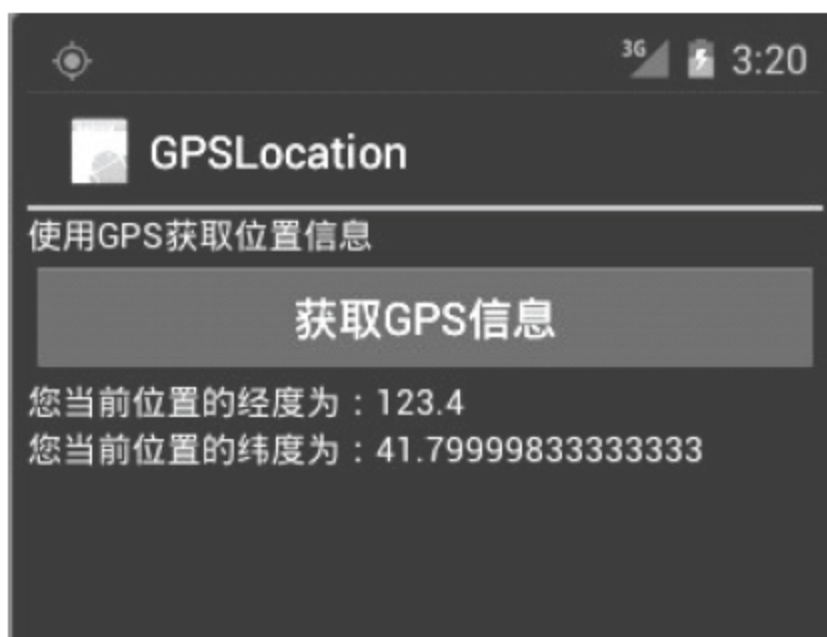 3G 3:20
GPSLocation
使用GPS获取位置信息
获取GPS信息
您当前位置的经度为：123.4
您当前位置的纬度为：41.79999833333333